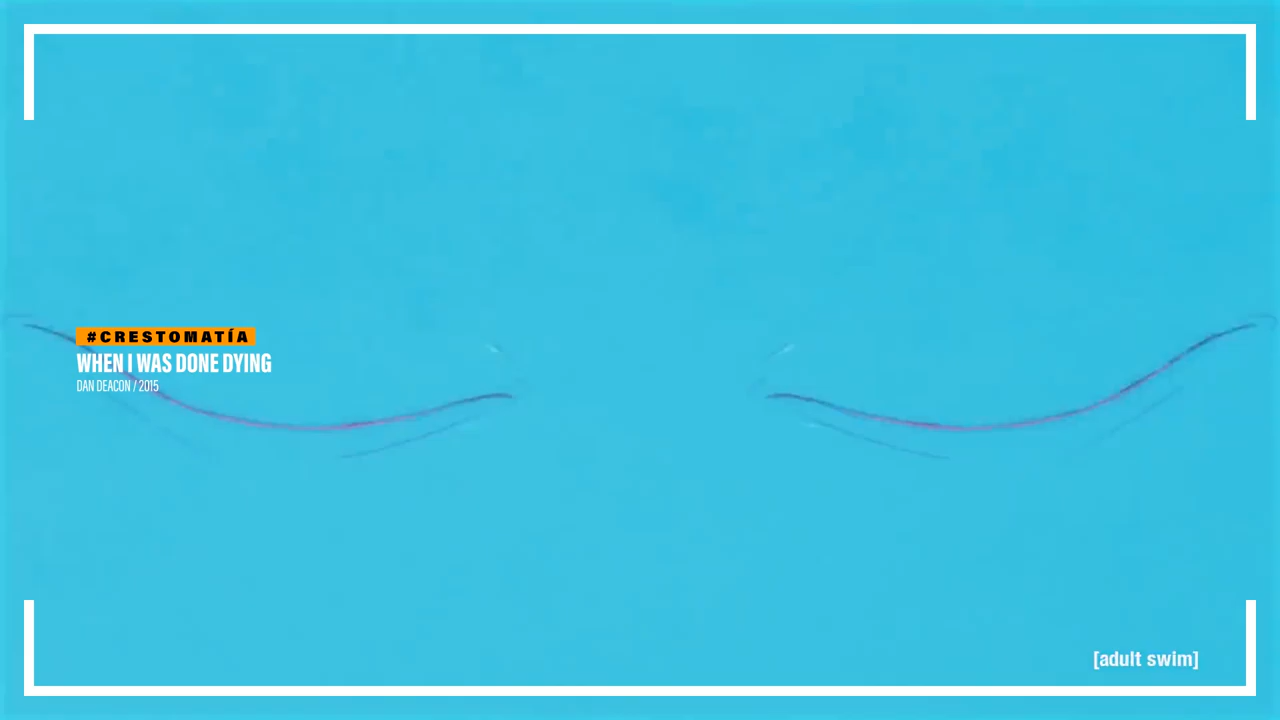 #CRESTOMATÍA
WHEN I WAS DONE DYING
DAN DEACON / 2015
[adult swim]